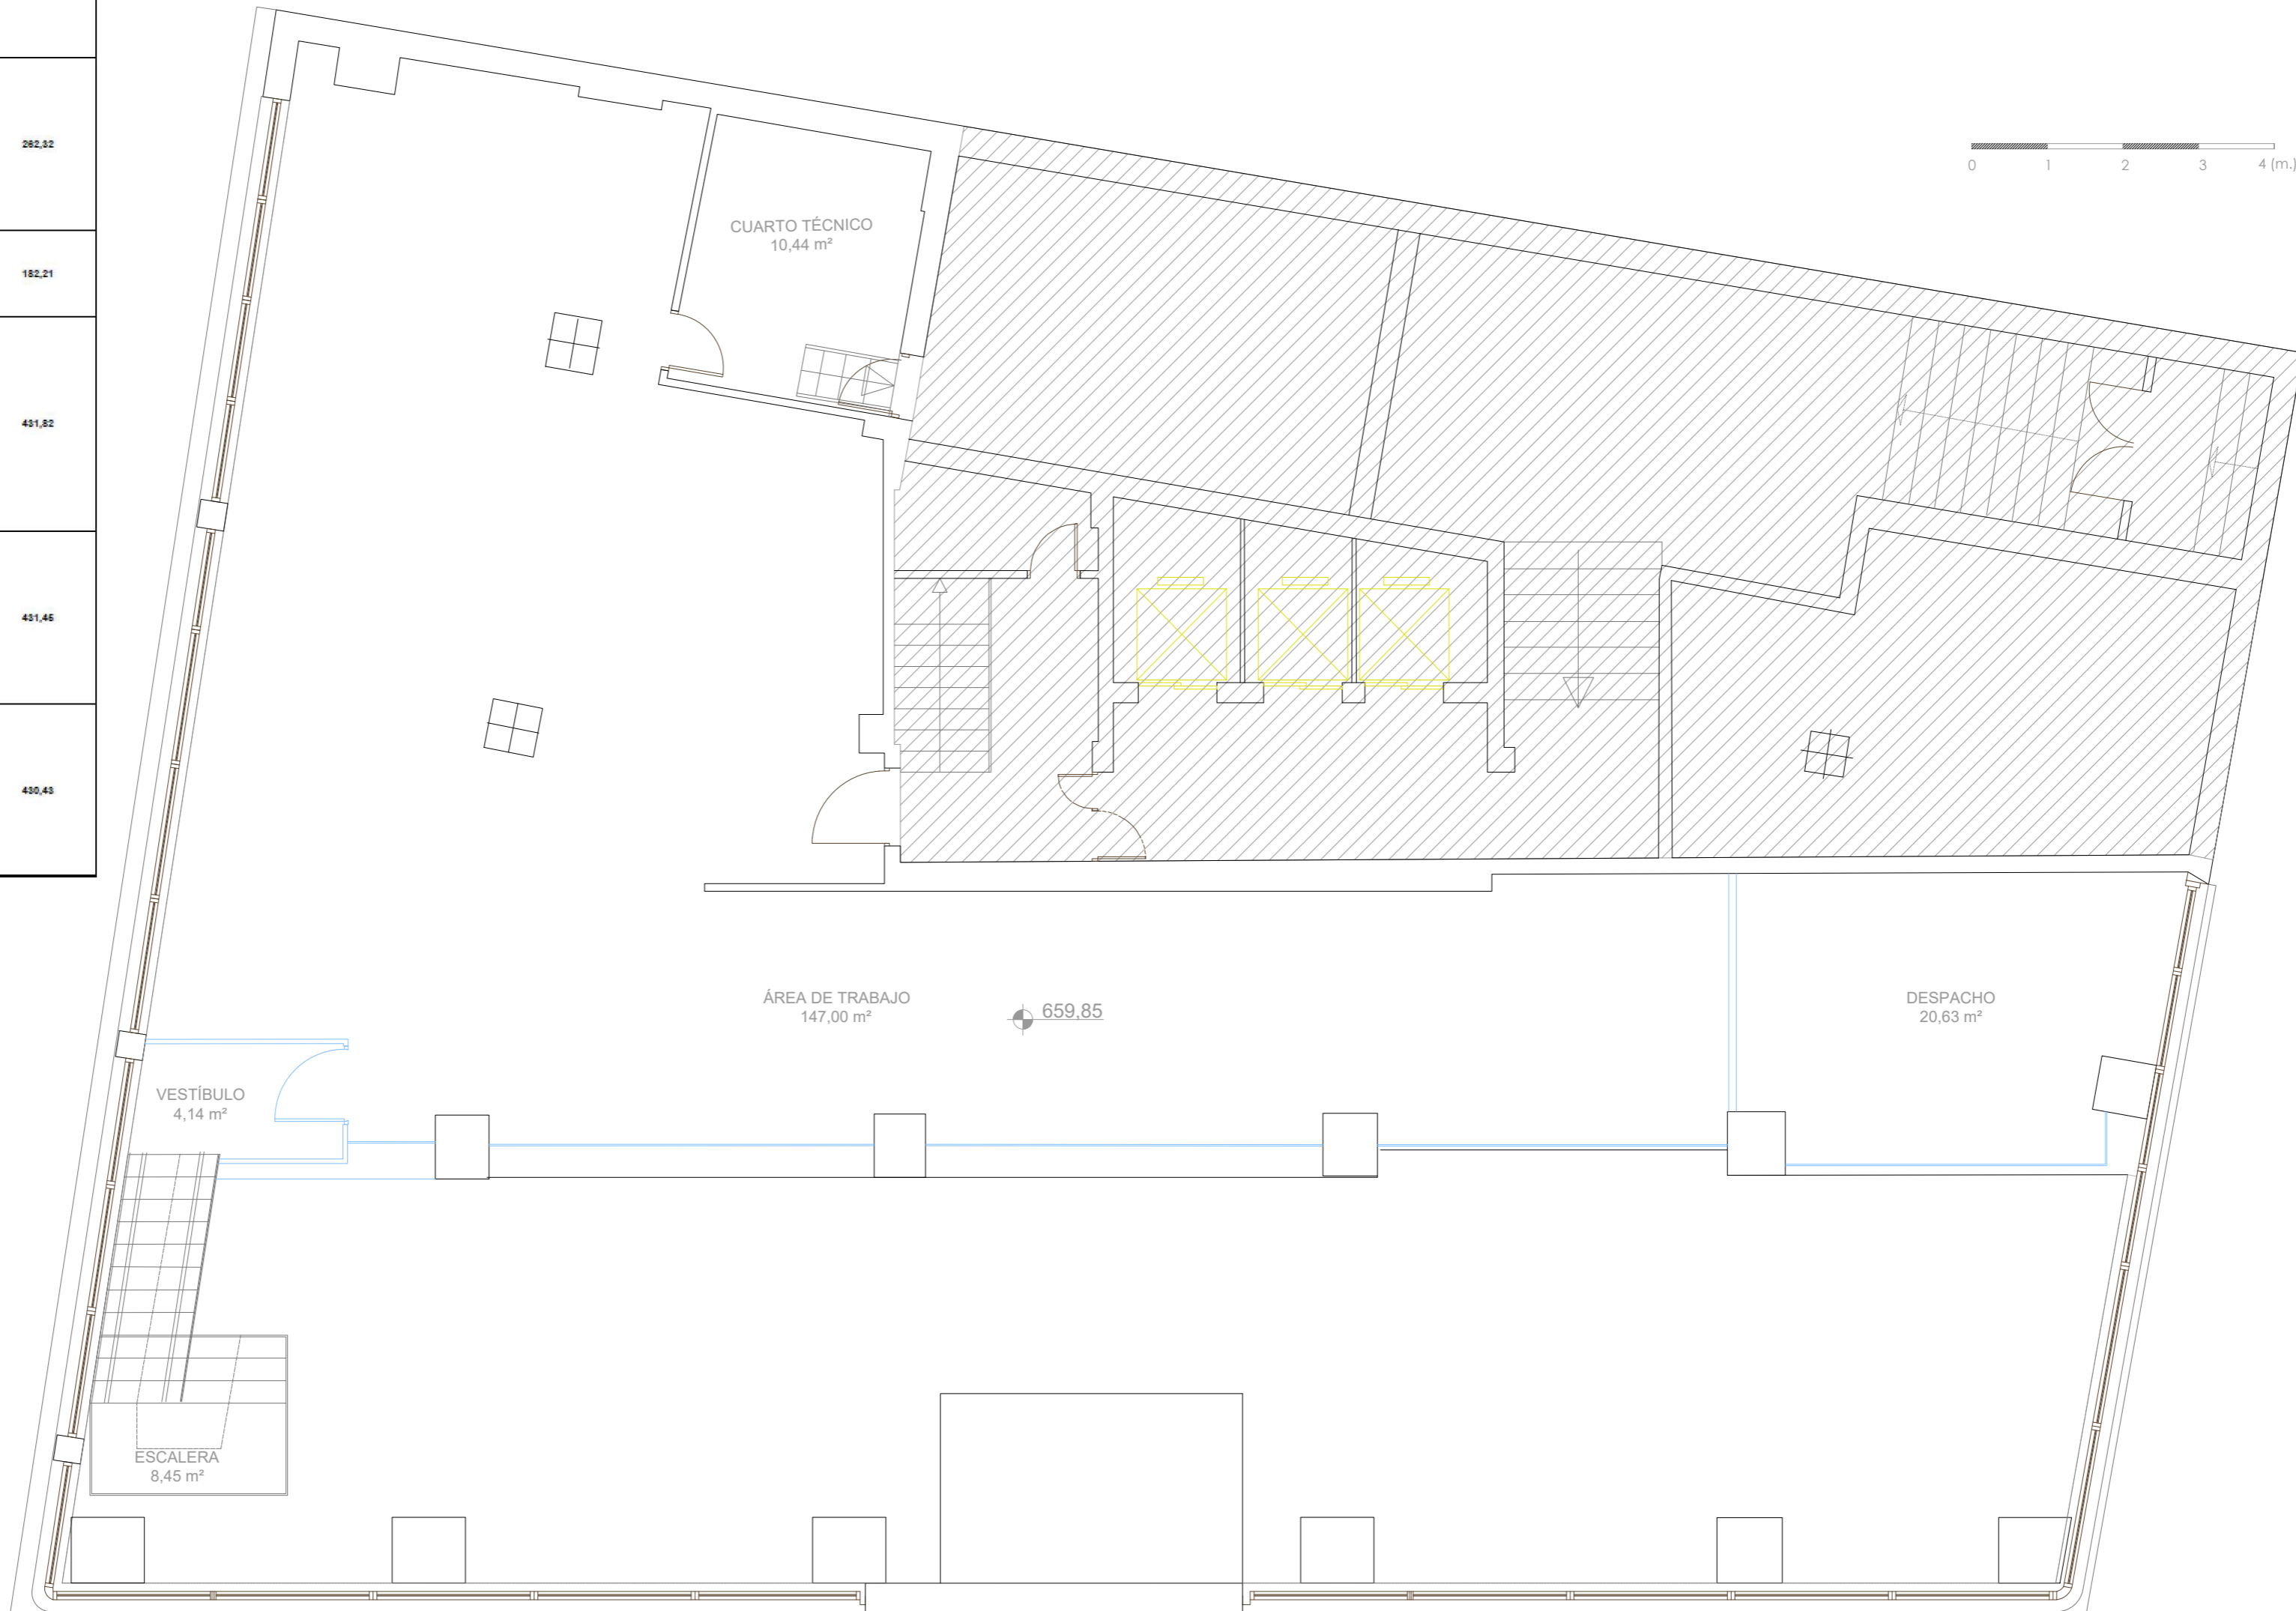 262,32
182,21
431,82
431,45
430,43
0 1 2 3 4 (m.)
CUARTO TÉCNICO
10,44 m²
ÁREA DE TRABAJO
147,00 m²
659,85
DESPACHO
20,63 m²
VESTÍBULO
4,14 m²
ESCALERA
8,45 m²